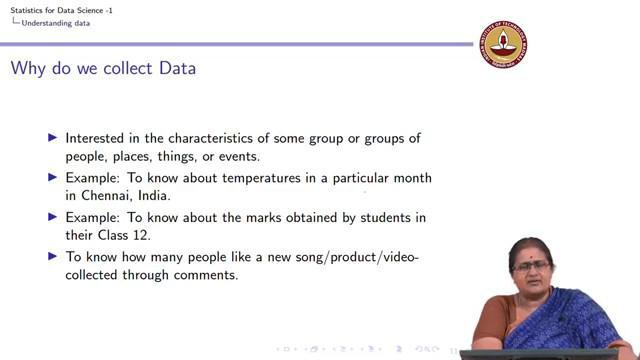 Statistics for Data Science -1
Understanding data
Why do we collect Data
Interested in the characteristics of some group or groups of
people, places, things, or events.
Example: To know about temperatures in a particular month
in Chennai, India.
Example: To know about the marks obtained by students in
their Class 12.
To know how many people like a new song/product/video-
collected through comments.